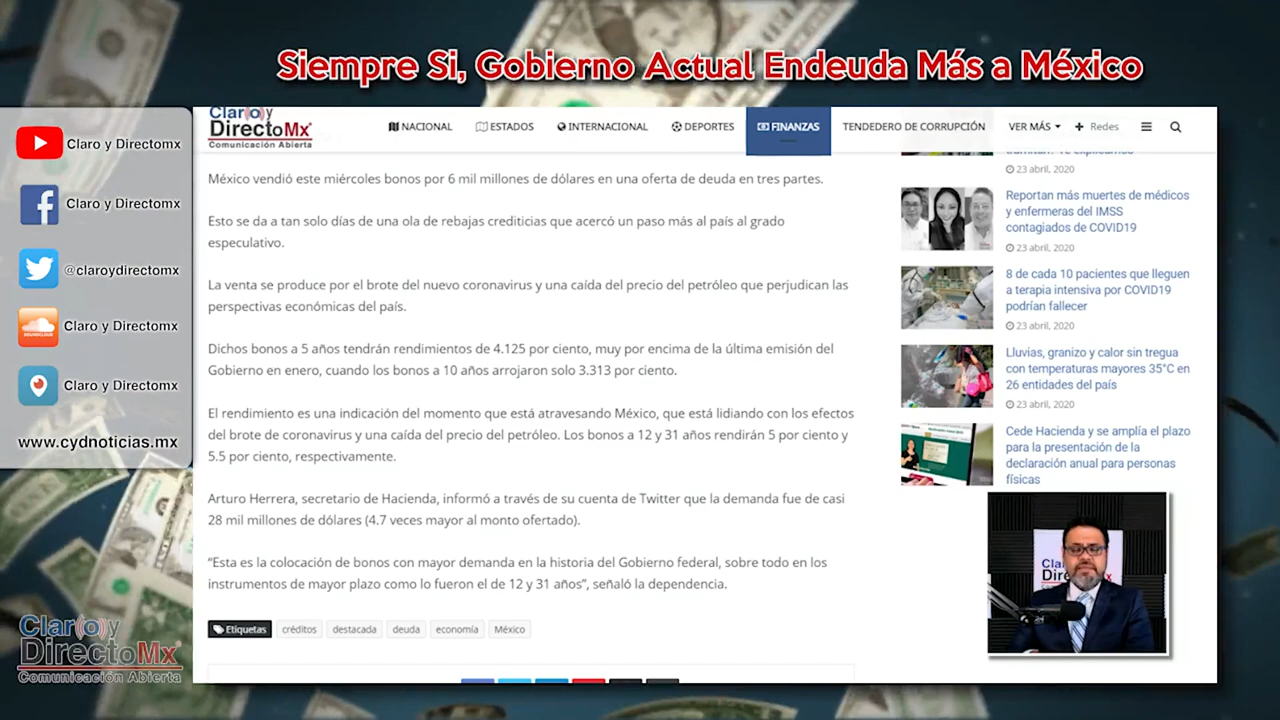 Siempre Si, Gobierno Actual Endeuda Más a México
Claro y Directomx
Claro y Directomx
@claroydirectomx
SOUNDCLOUD
Claro y Directomx
Claro y Directomx
www.cydnoticias.mx
Claro y
DirectoMx
Comunicación Abierta
Claro y
DirectoMx
Comunicación Abierta
NACIONAL
ESTADOS
INTERNACIONAL
DEPORTES
FINANZAS
TENDEDERO DE CORRUPCIÓN
VER MÁS
Redes
México vendió este miércoles bonos por 6 mil millones de dólares en una oferta de deuda en tres partes.
Esto se da a tan solo días de una ola de rebajas crediticias que acercó un paso más al país al grado
especulativo.
La venta se produce por el brote del nuevo coronavirus y una caída del precio del petróleo que perjudican las
perspectivas económicas del país.
Dichos bonos a 5 años tendrán rendimientos de 4.125 por ciento, muy por encima de la última emisión del
Gobierno en enero, cuando los bonos a 10 años arrojaron solo 3.313 por ciento.
El rendimiento es una indicación del momento que está atravesando México, que está lidiando con los efectos
del brote de coronavirus y una caída del precio del petróleo. Los bonos a 12 y 31 años rendirán 5 por ciento y
5.5 por ciento, respectivamente.
Arturo Herrera, secretario de Hacienda, informó a través de su cuenta de Twitter que la demanda fue de casi
28 mil millones de dólares (4.7 veces mayor al monto ofertado).
“Esta es la colocación de bonos con mayor demanda en la historia del Gobierno federal, sobre todo en los
instrumentos de mayor plazo como lo fueron el de 12 y 31 años”, señaló la dependencia.
Etiquetas
créditos
destacada
deuda
economía
México
23 abril, 2020
Reportan más muertes de médicos
y enfermeras del IMSS
contagiados de COVID19
23 abril, 2020
8 de cada 10 pacientes que lleguen
a terapia intensiva por COVID19
podrían fallecer
23 abril, 2020
Lluvias, granizo y calor sin tregua
con temperaturas mayores 35°C en
26 entidades del país
23 abril, 2020
Cede Hacienda y se amplía el plazo
para la presentación de la
declaración anual para personas
físicas